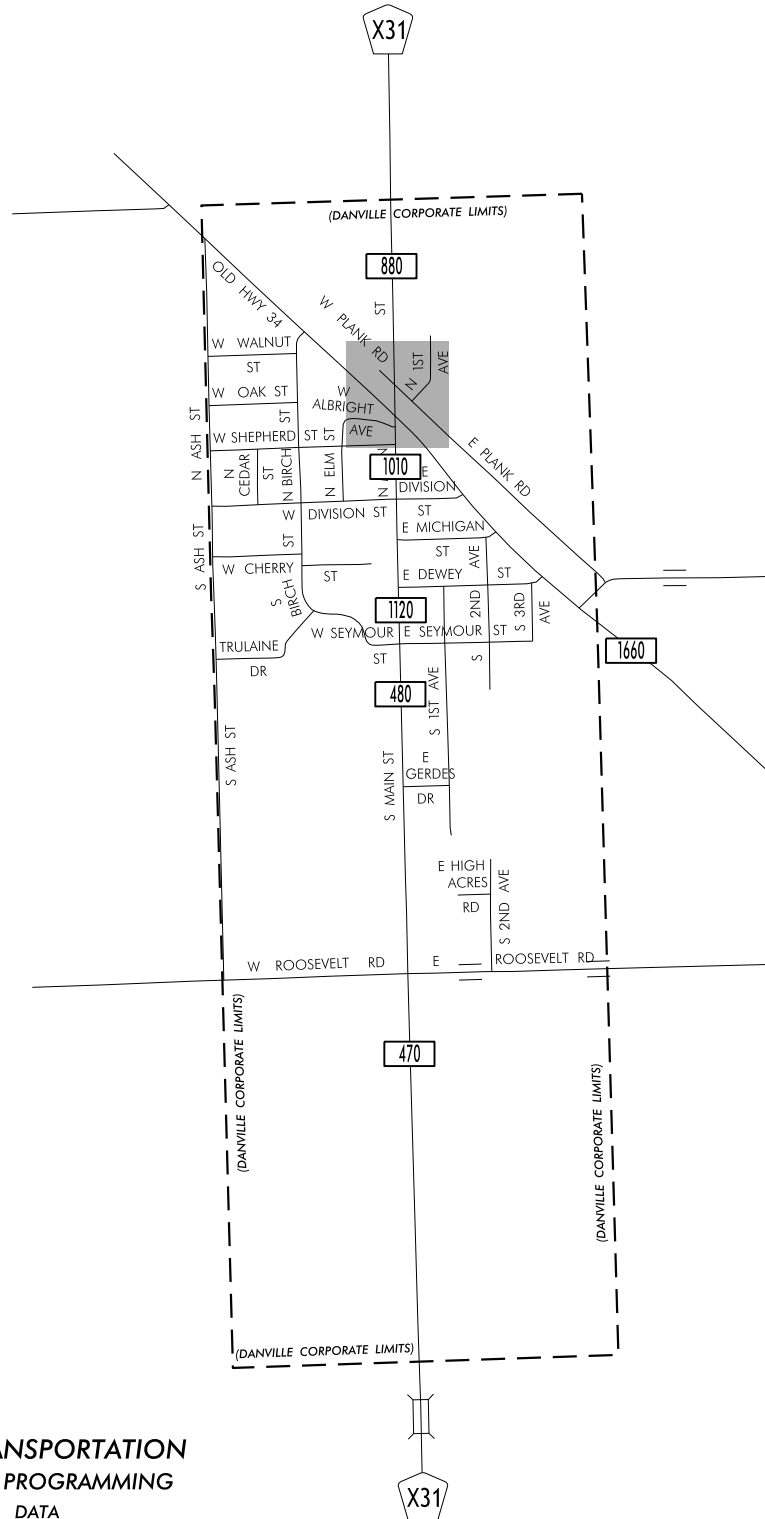 X31
(DANVILLE CORPORATE LIMITS)
880
OLD HWY 34
W PLANK RD
ST
W WALNUT
ST
N 1ST
AVE
W OAK ST
W
ALBRIGHT
AVE
N ASH ST
ST
W SHEPHERD ST
ST
N ELM
N BIRCH
N
CEDAR
ST
1010
E PLANK RD
E
DIVISION
ST
W DIVISION ST
E MICHIGAN
ST
S ASH ST
ST
W CHERRY
ST
AVE
E DEWEY ST
S
BIRCH
1120
2ND
S
S 3RD
AVE
W SEYMOUR
ST
E SEYMOUR ST
TRULAINE
DR
1660
480
S 1ST AVE
S ASH ST
S MAIN ST
E
GERDES
DR
E HIGH
ACRES
RD
S 2ND AVE
W ROOSEVELT RD
E ROOSEVELT RD
(DANVILLE CORPORATE LIMITS)
470
(DANVILLE CORPORATE LIMITS)
(DANVILLE CORPORATE LIMITS)
X31
PROGRAMMING
DATA